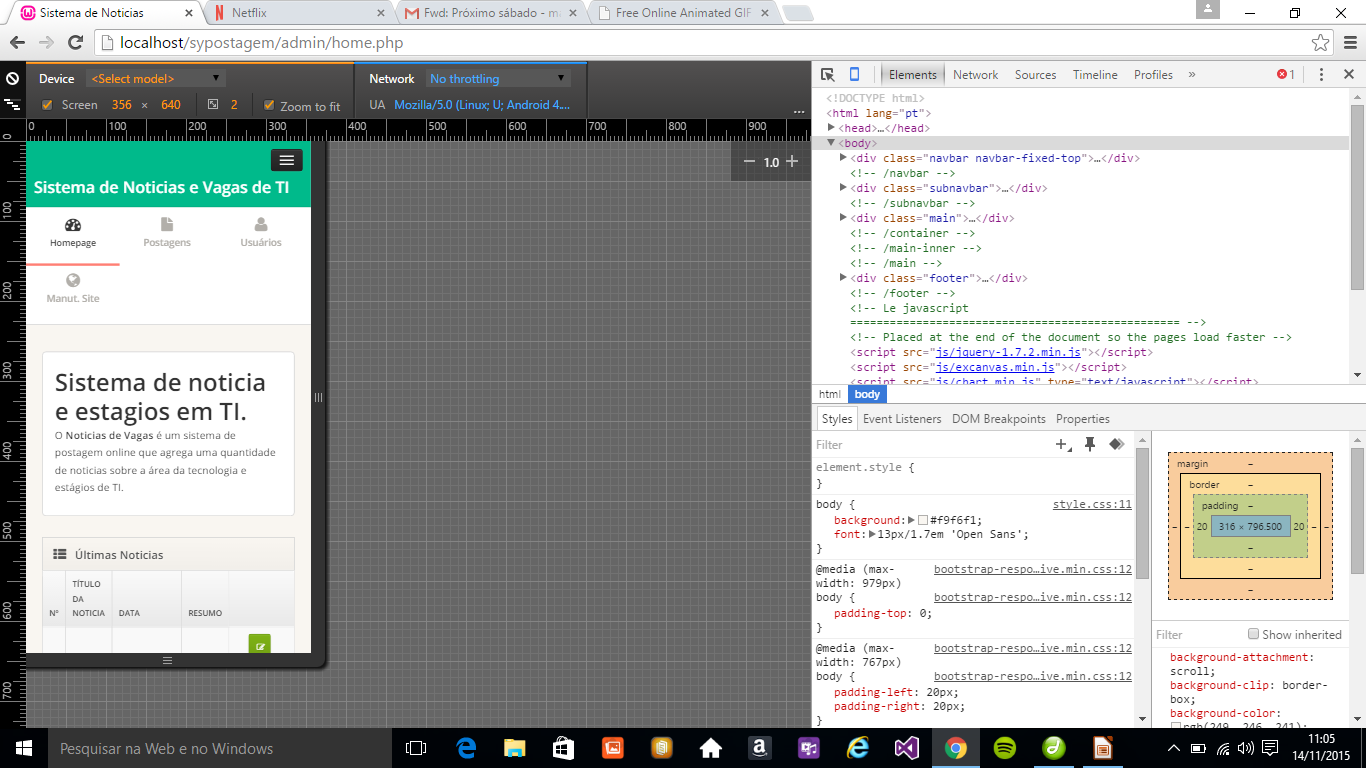 Sistema de Noticias
Netflix
Fwd: Próximo sábado - m
Free Online Animated GIF
localhost/sypostagem/admin/home.php
Device <Select model>
Network No throttling
Screen 356 × 640 2 Zoom to fit
UA Mozilla/5.0 (Linux; U; Android 4....
...
0 100 200 300 400 500 600 700 800 900
0
100
200
300
400
500
600
700
1.0
Sistema de Noticias e Vagas de TI
Homepage
Postagens
Usuários
Manut. Site
Sistema de noticia
e estagios em TI.
O Noticias de Vagas é um sistema de
postagem online que agrega uma quantidade
de noticias sobre a área da tecnologia e
estágios de TI.
Últimas Noticias
Nº
TÍTULO
DA
NOTICIA
DATA
RESUMO
Elements Network Sources Timeline Profiles » 1
<!DOCTYPE html>
<html lang="pt">
<head>…</head>
<body>
<div class="navbar navbar-fixed-top">…</div>
<!-- /navbar -->
<div class="subnavbar">…</div>
<!-- /subnavbar -->
<div class="main">…</div>
<!-- /container -->
<!-- /main-inner -->
<!-- /main -->
<div class="footer">…</div>
<!-- /footer -->
<!-- Le javascript
================================================== -->
<!-- Placed at the end of the document so the pages load faster -->
<script src="js/jquery-1.7.2.min.js"></script>
<script src="js/excanvas.min.js"></script>
<script src="js/chart.min.js" type="text/javascript"></script>
html body
Styles Event Listeners DOM Breakpoints Properties
Filter
element.style {
}
body { style.css:11
background: #f9f6f1;
font: 13px/1.7em 'Open Sans';
}
@media (max- bootstrap-respo…ive.min.css:12
width: 979px)
body { bootstrap-respo…ive.min.css:12
padding-top: 0;
}
@media (max- bootstrap-respo…ive.min.css:12
width: 767px)
body { bootstrap-respo…ive.min.css:12
padding-left: 20px;
padding-right: 20px;
}
margin –
border –
padding –
– – 20 316 × 796.500 20 – –
–
–
–
Filter Show inherited
background-attachment:
scroll;
background-clip: border-
box;
background-color:
rgb(249, 246, 241);
Pesquisar na Web e no Windows
11:05
14/11/2015